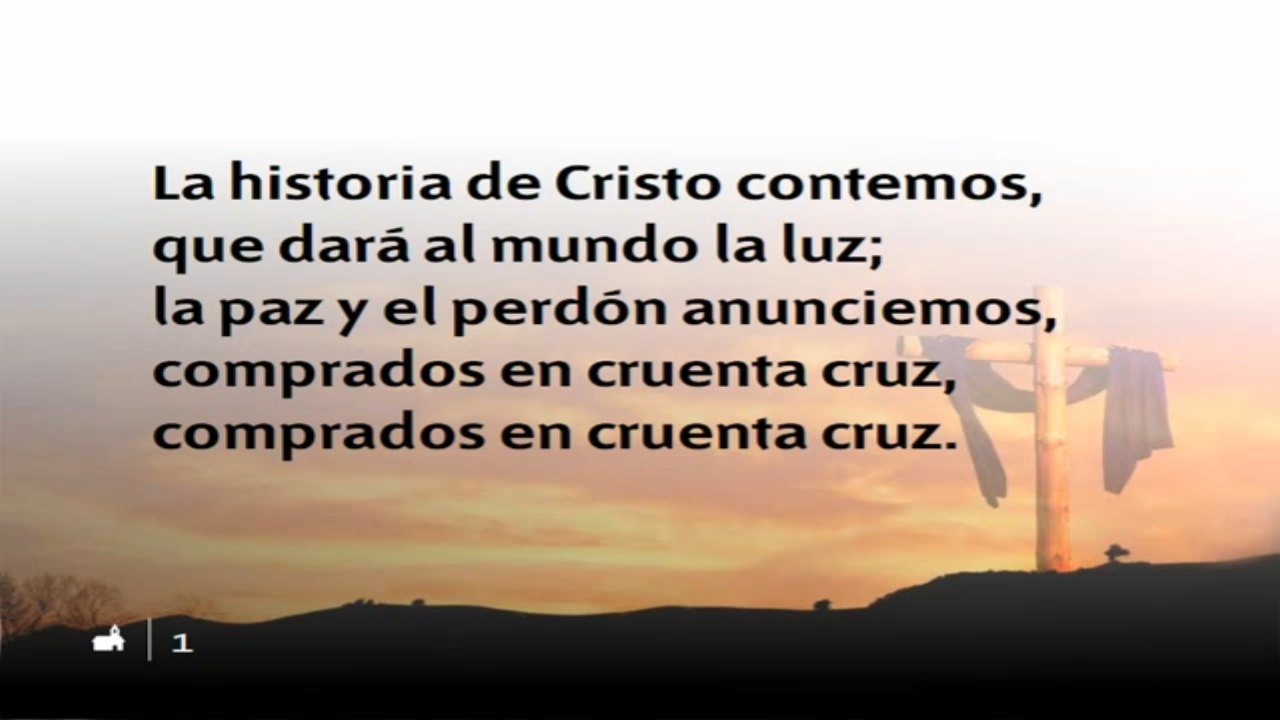 La historia de Cristo contemos,
que dará al mundo la luz;
la paz y el perdón anunciemos,
comprados en cruenta cruz,
comprados en cruenta cruz.
1